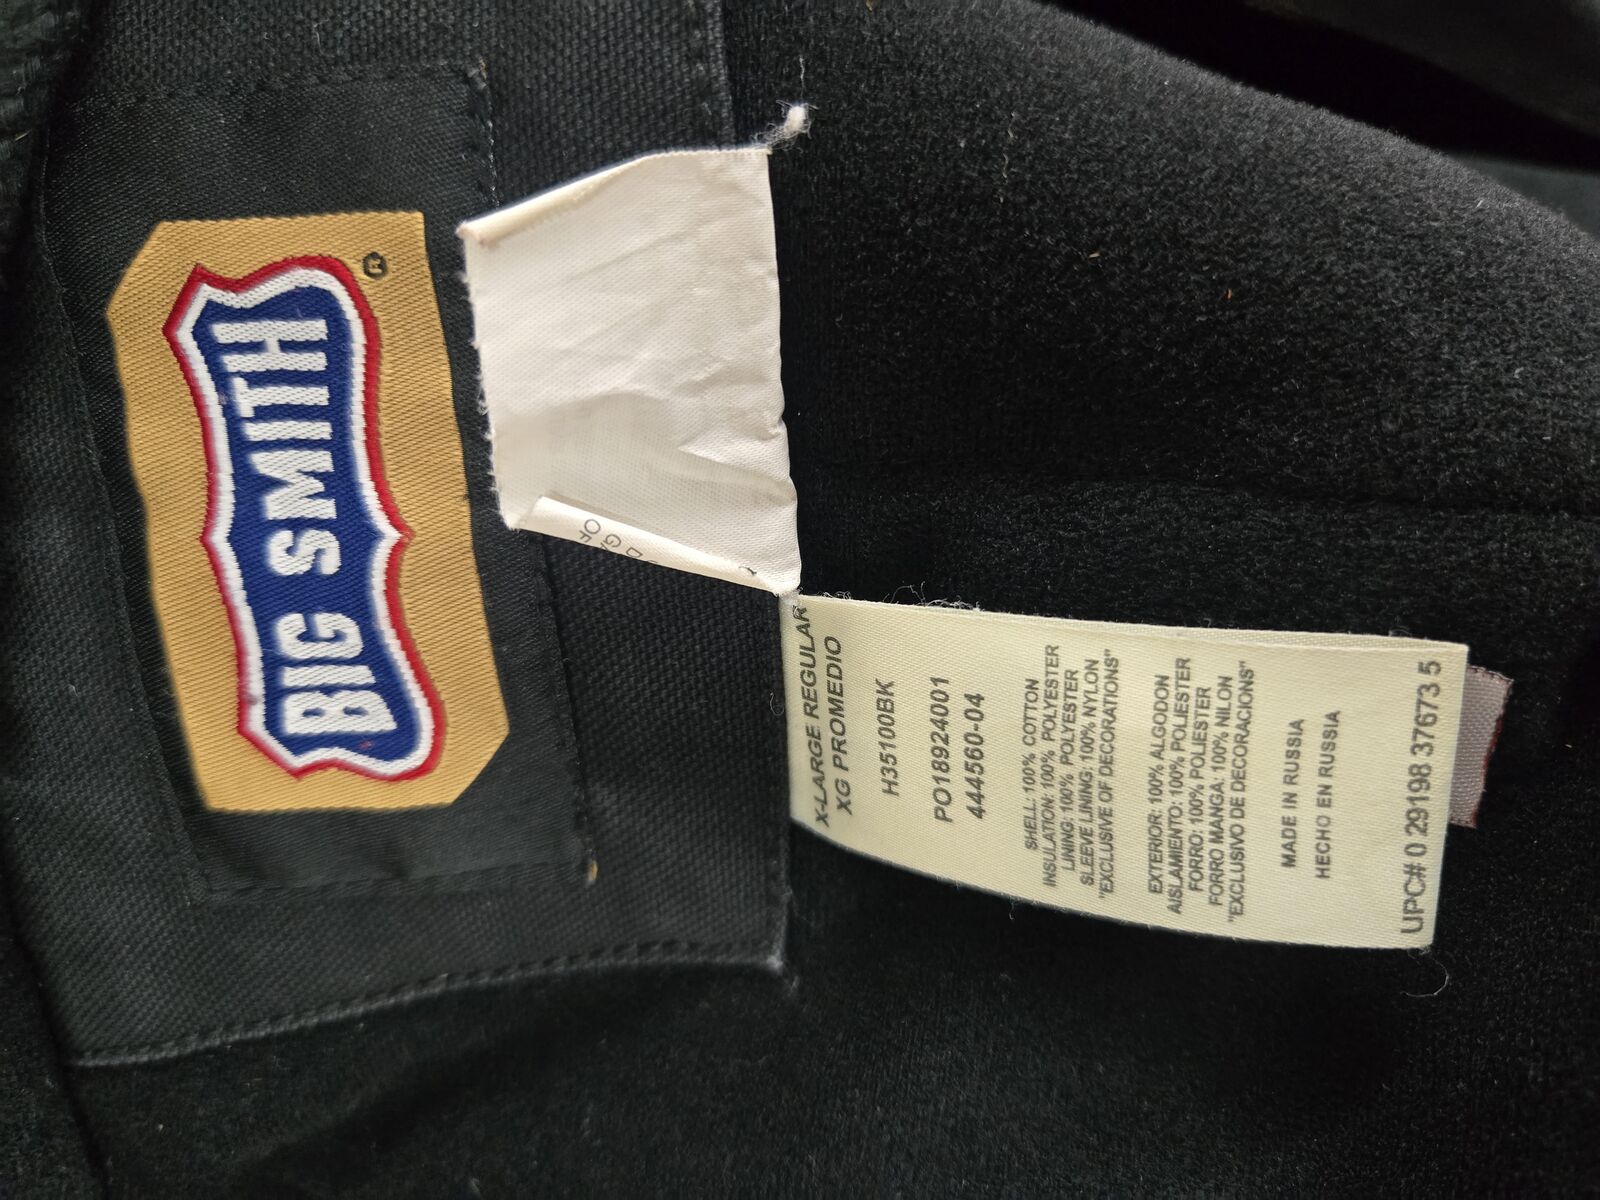 BIG SMITH
®
X-LARGE REGULAR
XG PROMEDIO
H35100BK
PO18924001
444560-04
SHELL: 100% COTTON
INSULATION: 100% POLYESTER
LINING: 100% POLYESTER
SLEEVE LINING: 100% NYLON
"EXCLUSIVE OF DECORATIONS"
EXTERIOR: 100% ALGODON
AISLAMIENTO: 100% POLIESTER
FORRO: 100% POLIESTER
FORRO MANGA: 100% NILON
"EXCLUSIVO DE DECORACIONS"
MADE IN RUSSIA
HECHO EN RUSSIA
UPC# 0 29198 37673 5